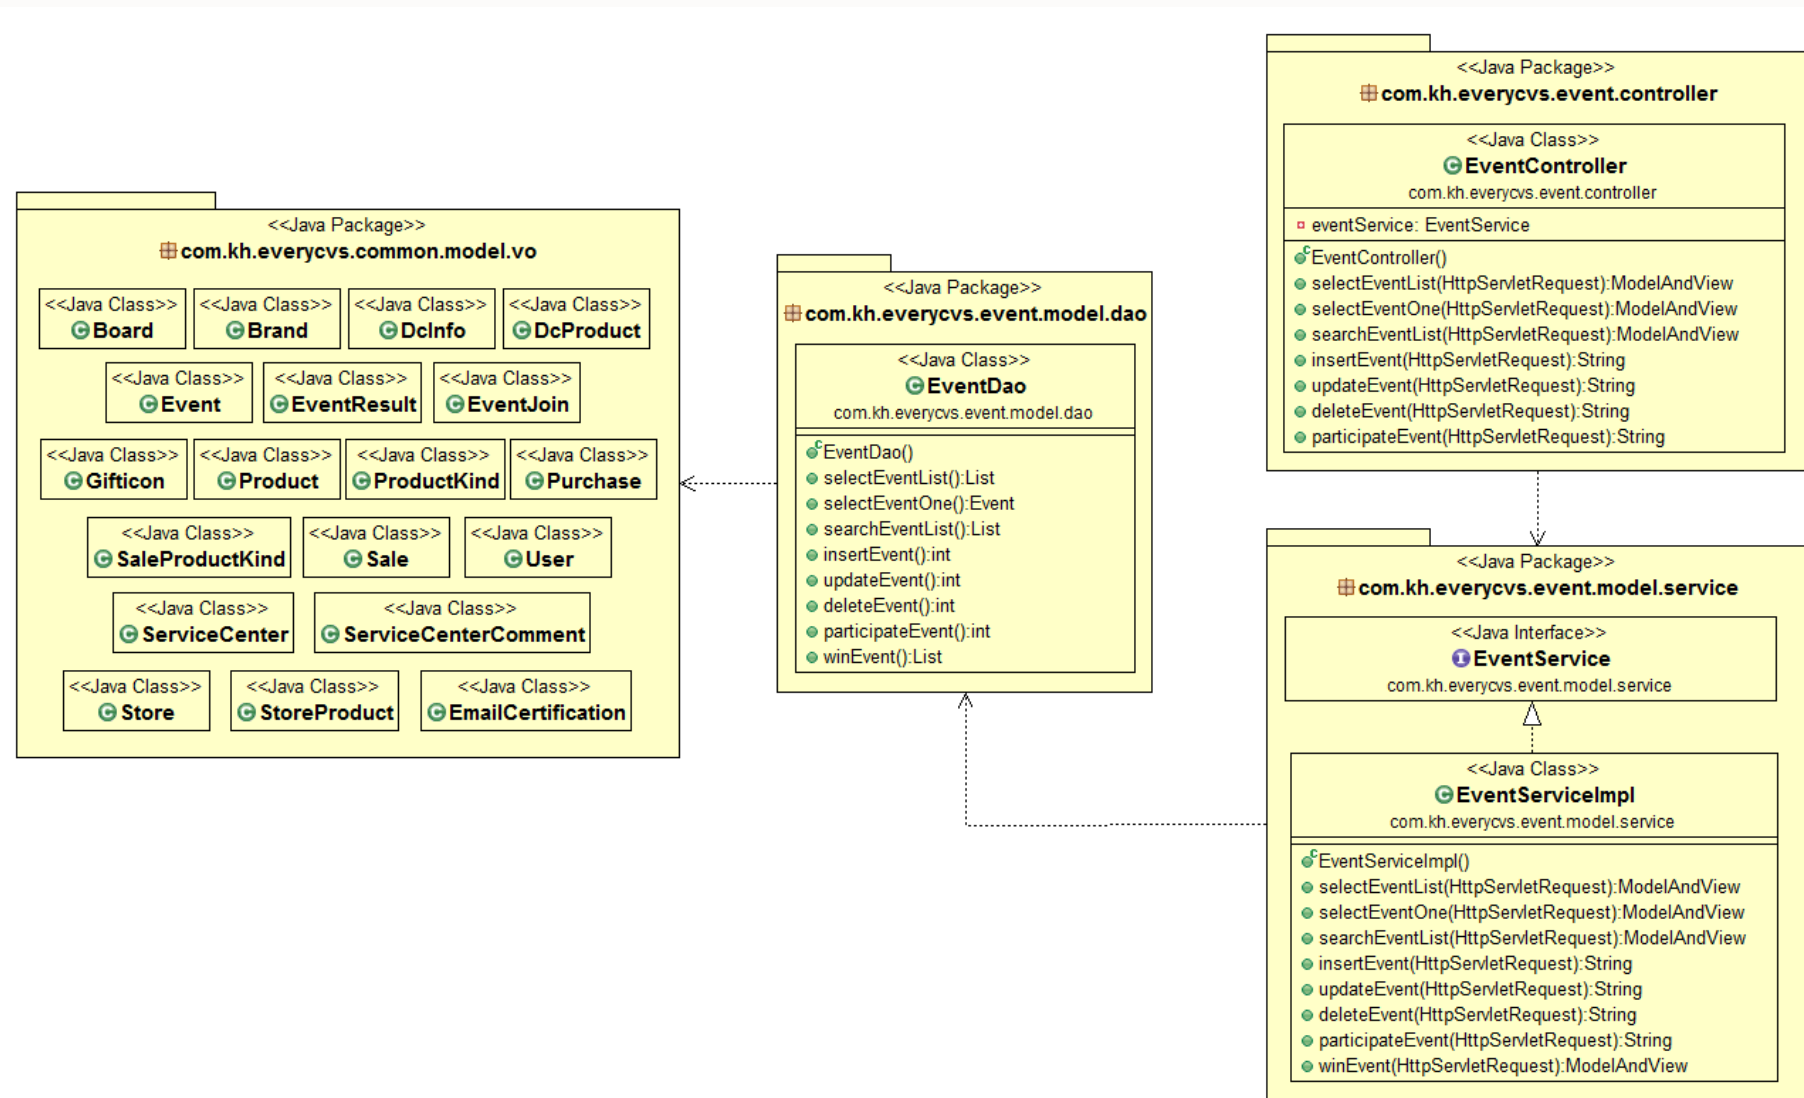 <<Java Package>>
com.kh.everycvs.common.model.vo
<<Java Class>> <<Java Class>> <<Java Class>> <<Java Class>>
Board Brand DcInfo DcProduct
<<Java Class>> <<Java Class>> <<Java Class>>
Event EventResult EventJoin
<<Java Class>> <<Java Class>> <<Java Class>> <<Java Class>>
Gifticon Product ProductKind Purchase
<<Java Class>> <<Java Class>> <<Java Class>>
SaleProductKind Sale User
<<Java Class>> <<Java Class>>
ServiceCenter ServiceCenterComment
<<Java Class>> <<Java Class>> <<Java Class>>
Store StoreProduct EmailCertification
<<Java Package>>
com.kh.everycvs.event.model.dao
<<Java Class>>
EventDao
com.kh.everycvs.event.model.dao
EventDao()
selectEventList():List
selectEventOne():Event
searchEventList():List
insertEvent():int
updateEvent():int
deleteEvent():int
participateEvent():int
winEvent():List
<<Java Package>>
com.kh.everycvs.event.controller
<<Java Class>>
EventController
com.kh.everycvs.event.controller
eventService: EventService
EventController()
selectEventList(HttpServletRequest):ModelAndView
selectEventOne(HttpServletRequest):ModelAndView
searchEventList(HttpServletRequest):ModelAndView
insertEvent(HttpServletRequest):String
updateEvent(HttpServletRequest):String
deleteEvent(HttpServletRequest):String
participateEvent(HttpServletRequest):String
<<Java Package>>
com.kh.everycvs.event.model.service
<<Java Interface>>
EventService
com.kh.everycvs.event.model.service
<<Java Class>>
EventServiceImpl
com.kh.everycvs.event.model.service
EventServiceImpl()
selectEventList(HttpServletRequest):ModelAndView
selectEventOne(HttpServletRequest):ModelAndView
searchEventList(HttpServletRequest):ModelAndView
insertEvent(HttpServletRequest):String
updateEvent(HttpServletRequest):String
deleteEvent(HttpServletRequest):String
participateEvent(HttpServletRequest):String
winEvent(HttpServletRequest):ModelAndView